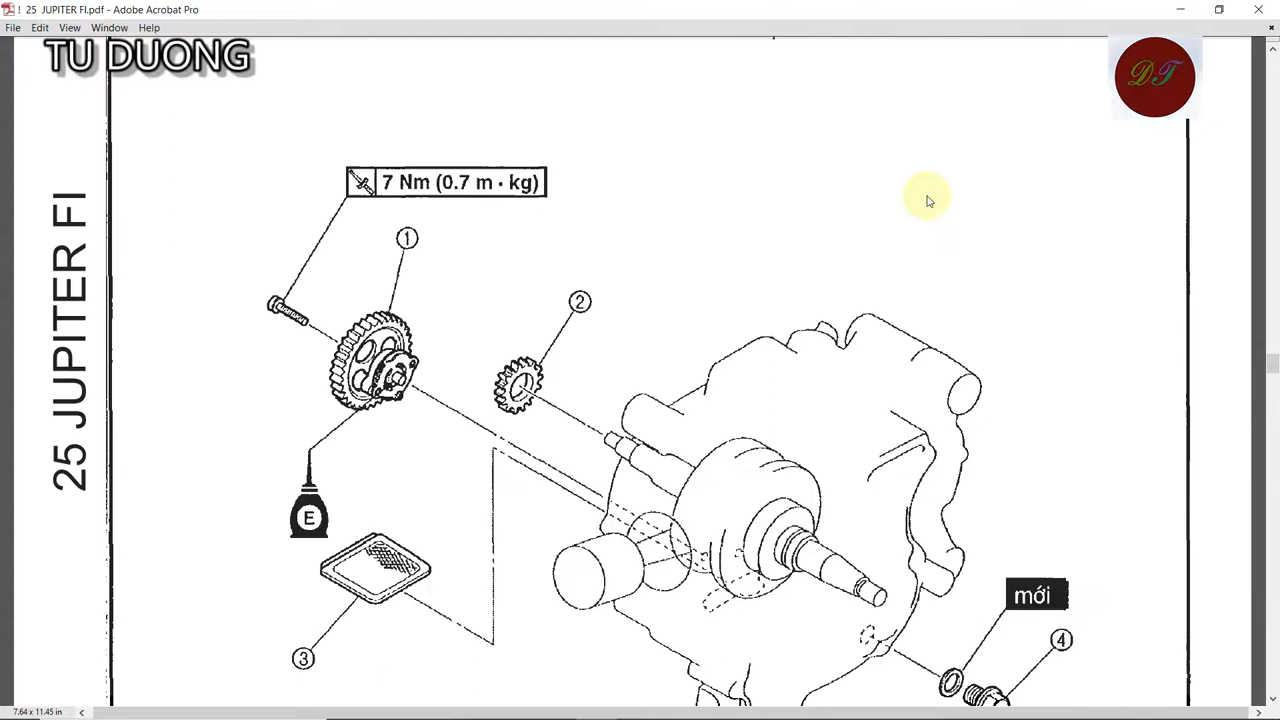 ! 25 JUPITER FI.pdf - Adobe Acrobat Pro
File Edit View Window Help
TU DUONG
DT
7 Nm (0.7 m · kg)
1
2
25 JUPITER FI
E
mới
4
3
7.64 x 11.45 in